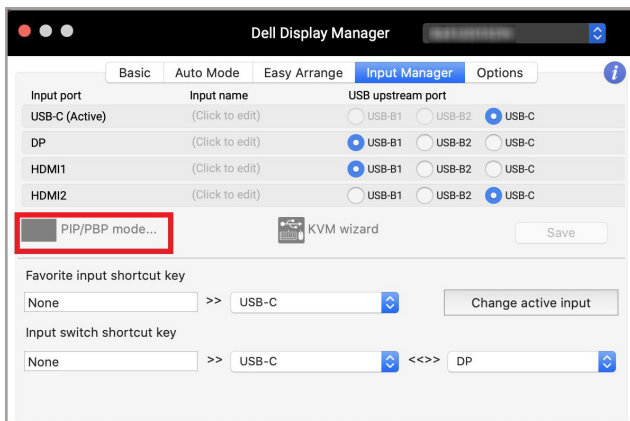 Dell Display Manager
Basic Auto Mode Easy Arrange Input Manager Options i
Input port Input name USB upstream port
USB-C (Active) (Click to edit) USB-B1 USB-B2 USB-C
DP (Click to edit) USB-B1 USB-B2 USB-C
HDMI1 (Click to edit) USB-B1 USB-B2 USB-C
HDMI2 (Click to edit) USB-B1 USB-B2 USB-C
PIP/PBP mode... KVM wizard Save
Favorite input shortcut key
None >> USB-C Change active input
Input switch shortcut key
None >> USB-C <<>> DP